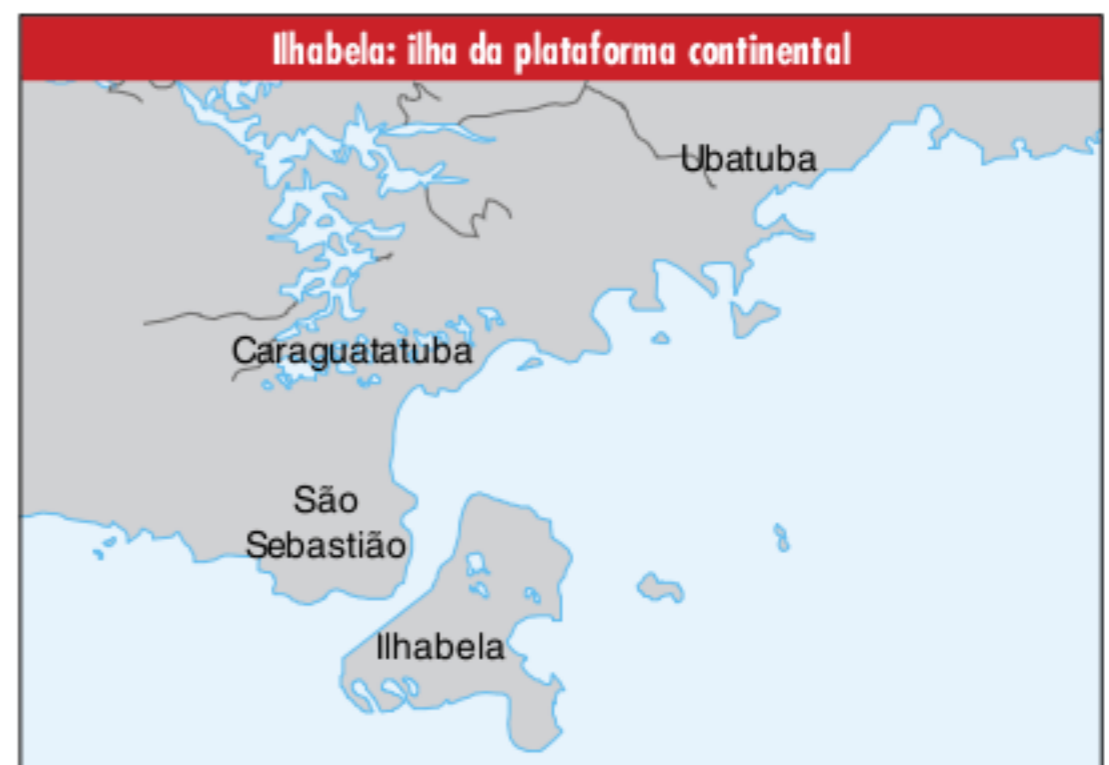 Ilhabela: ilha da plataforma continental
Ubatuba
Caraguatatuba
São
Sebastião
Ilhabela